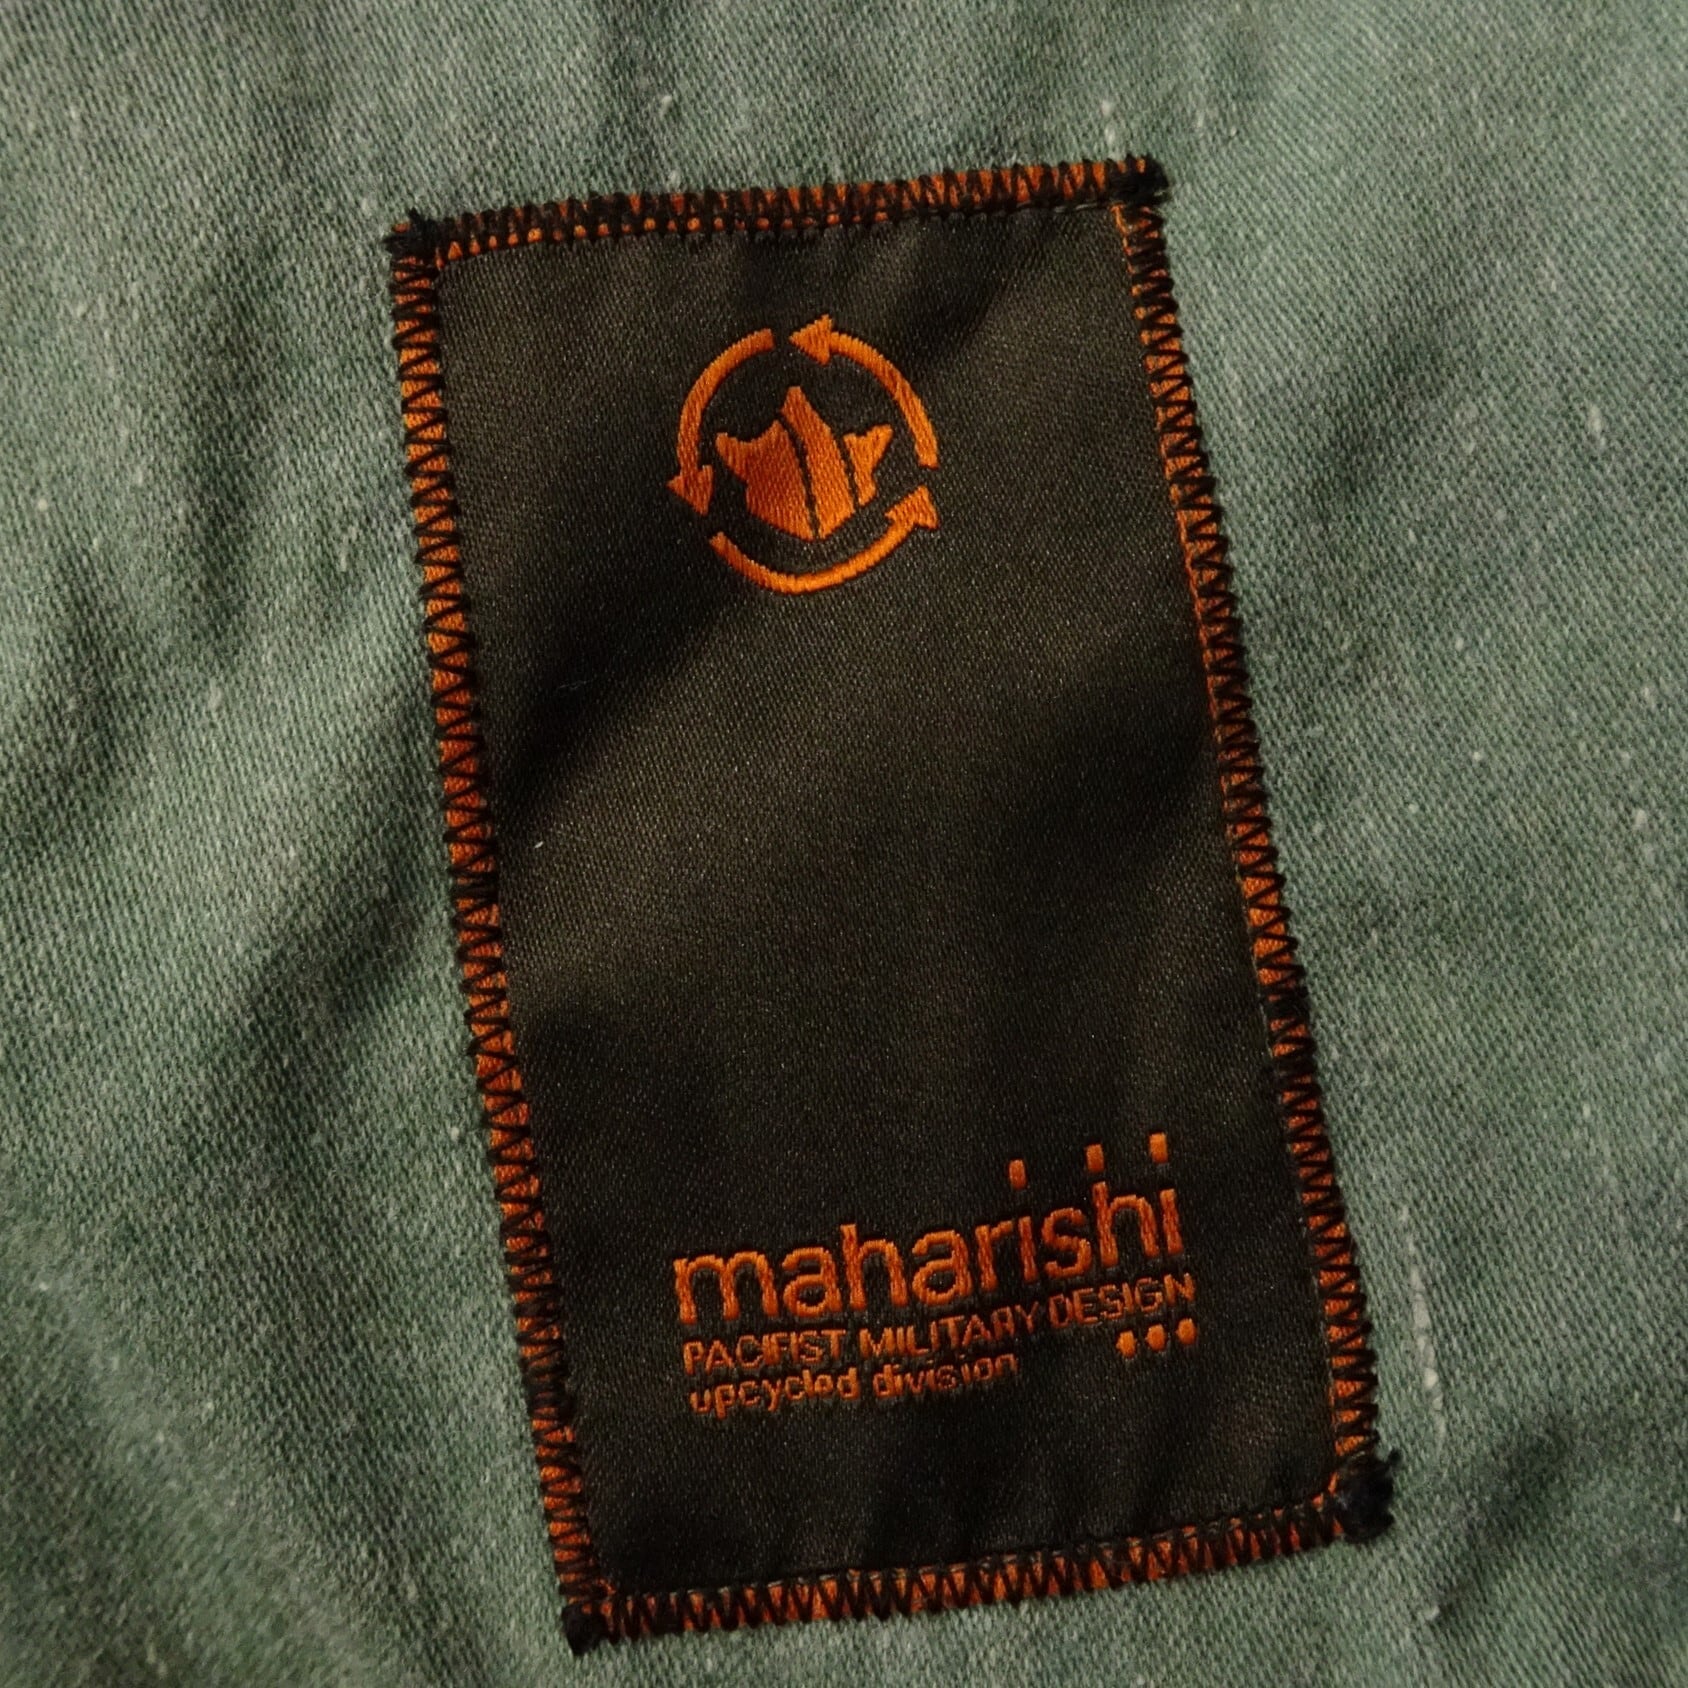 maharishi
PACIFIST MILITARY DESIGN
upcycled division